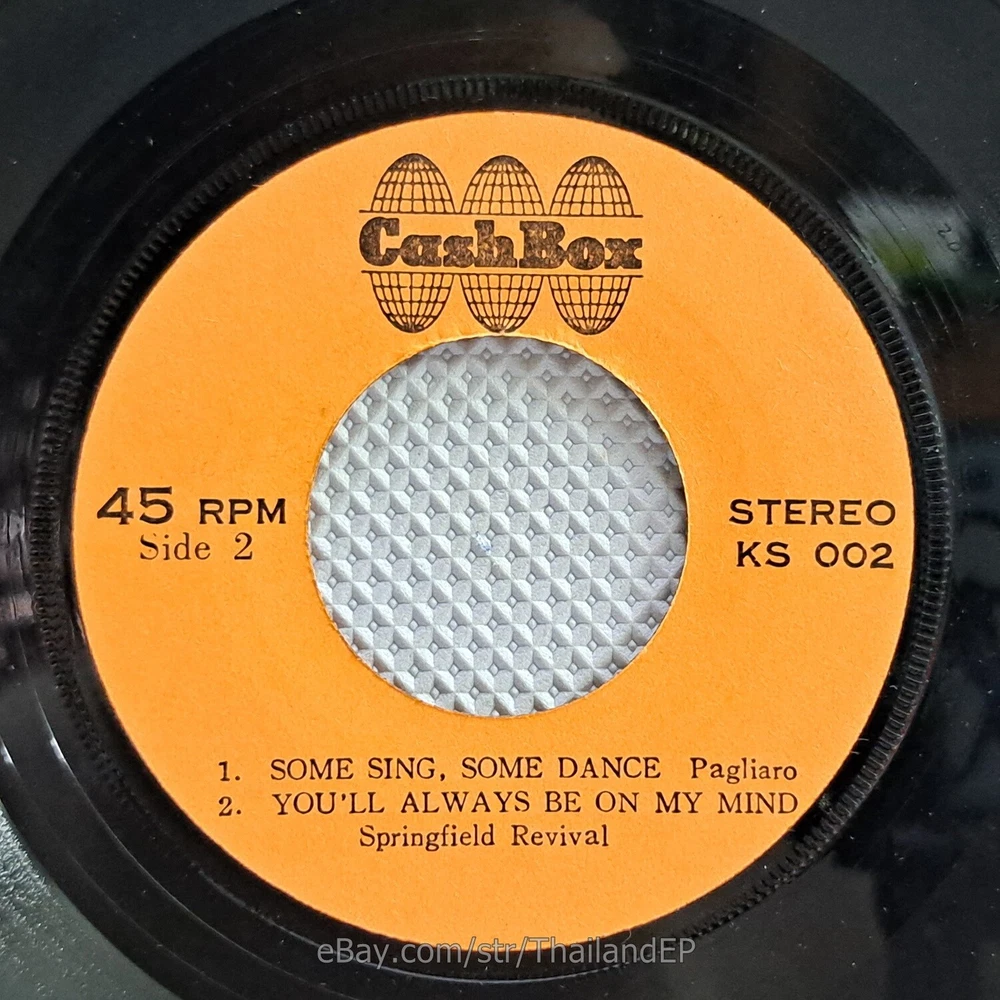 CashBox
45 RPM
Side 2
STEREO
KS 002
1. SOME SING, SOME DANCE Pagliaro
2. YOU'LL ALWAYS BE ON MY MIND
Springfield Revival
eBay.com/str/ThailandEP